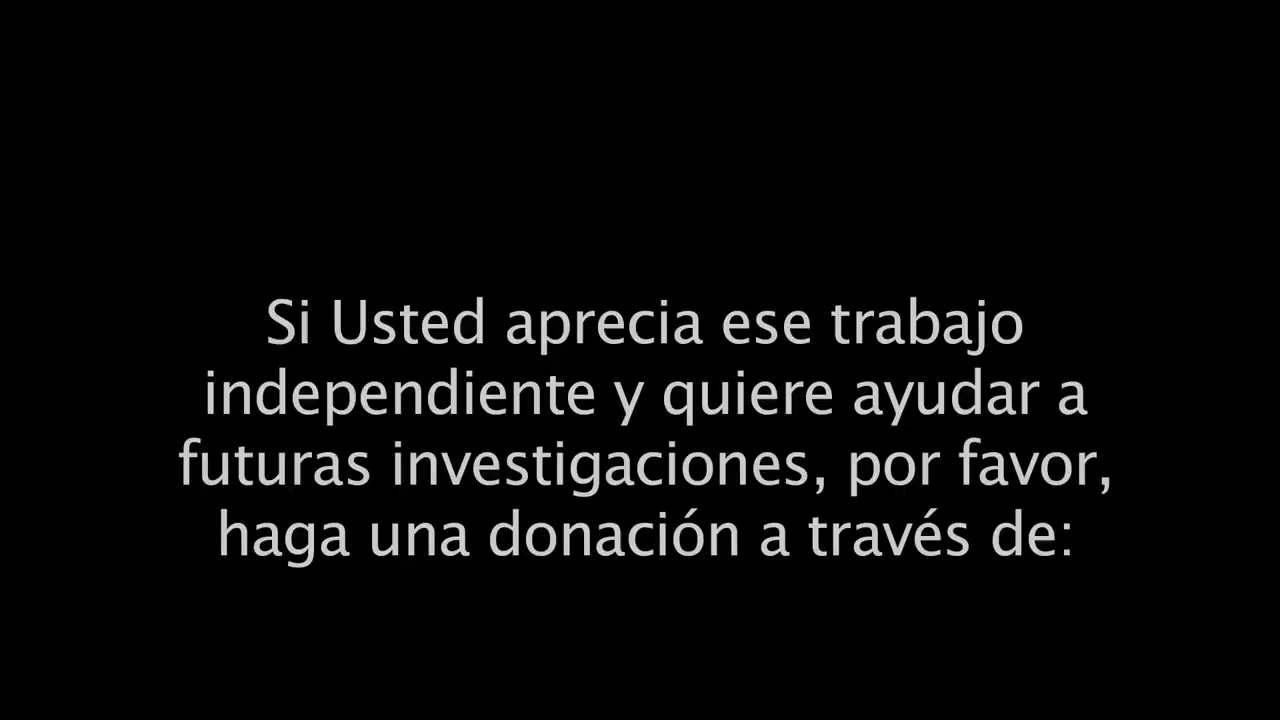 Si Usted aprecia ese trabajo
independiente y quiere ayudar a
futuras investigaciones, por favor,
haga una donación a través de: